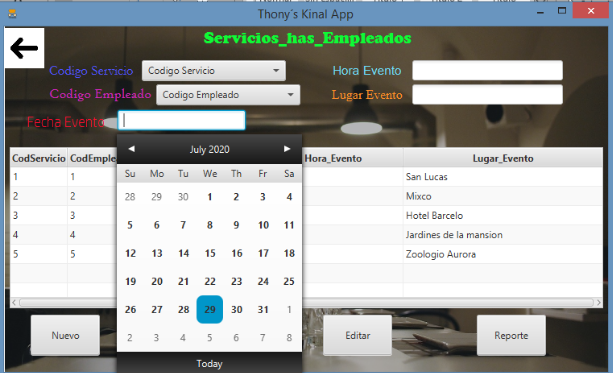 Thony´s Kinal App
Servicios_has_Empleados
Codigo Servicio Codigo Servicio Hora Evento
Codigo Empleado Codigo Empleado Lugar Evento
Fecha Evento
July 2020
CodServicio CodEmple Hora_Evento Lugar_Evento
Su Mo Tu We Th Fr Sa
1 1 San Lucas
28 29 30 1 2 3 4
2 2 Mixco
5 6 7 8 9 10 11
3 3 Hotel Barcelo
12 13 14 15 16 17 18
4 4 Jardines de la mansion
5 5 Zoologio Aurora
19 20 21 22 23 24 25
26 27 28 29 30 31 1
2 3 4 5 6 7 8
Nuevo Editar Reporte
Today